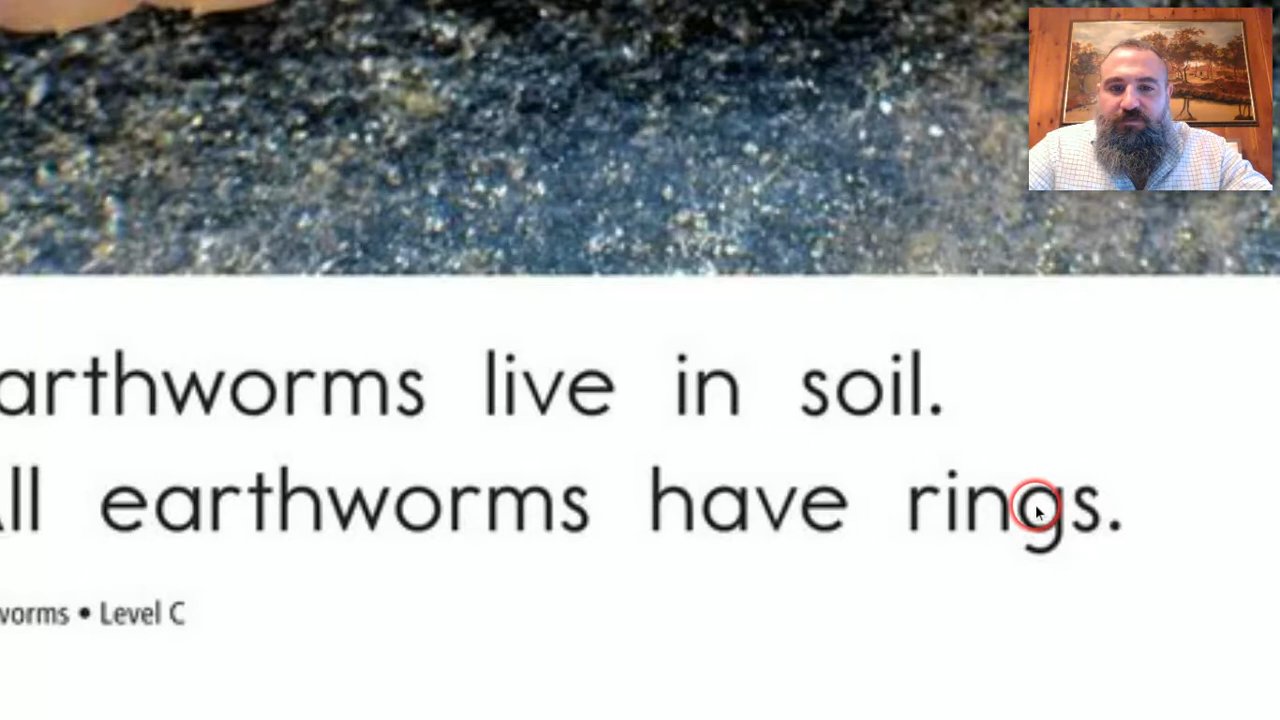 arthworms live in soil.
ll earthworms have rings.
worms • Level C